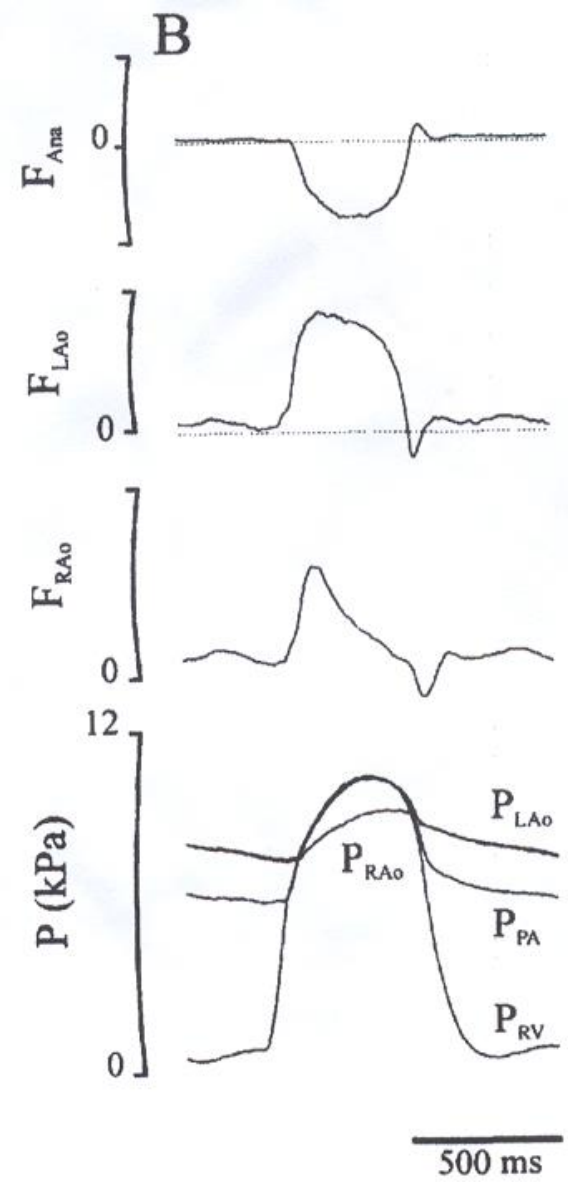 B
F_Ana
0
F_LAo
0
F_RAo
0
12
P (kPa)
0
P_LAo
P_RAo
P_PA
P_RV
500 ms